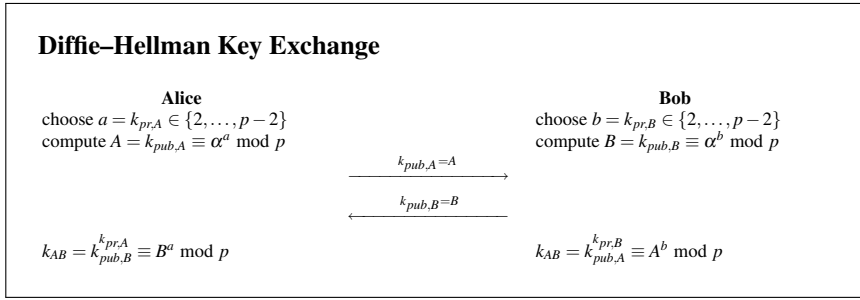 Diffie–Hellman Key Exchange
Alice
Bob
choose a = k_{pr,A} ∈ {2,…, p − 2}
choose b = k_{pr,B} ∈ {2,…, p − 2}
compute A = k_{pub,A} ≡ α^a mod p
compute B = k_{pub,B} ≡ α^b mod p
k_{pub,A}=A
k_{pub,B}=B
k_{AB} = k_{pub,B}^{k_{pr,A}} ≡ B^a mod p
k_{AB} = k_{pub,A}^{k_{pr,B}} ≡ A^b mod p